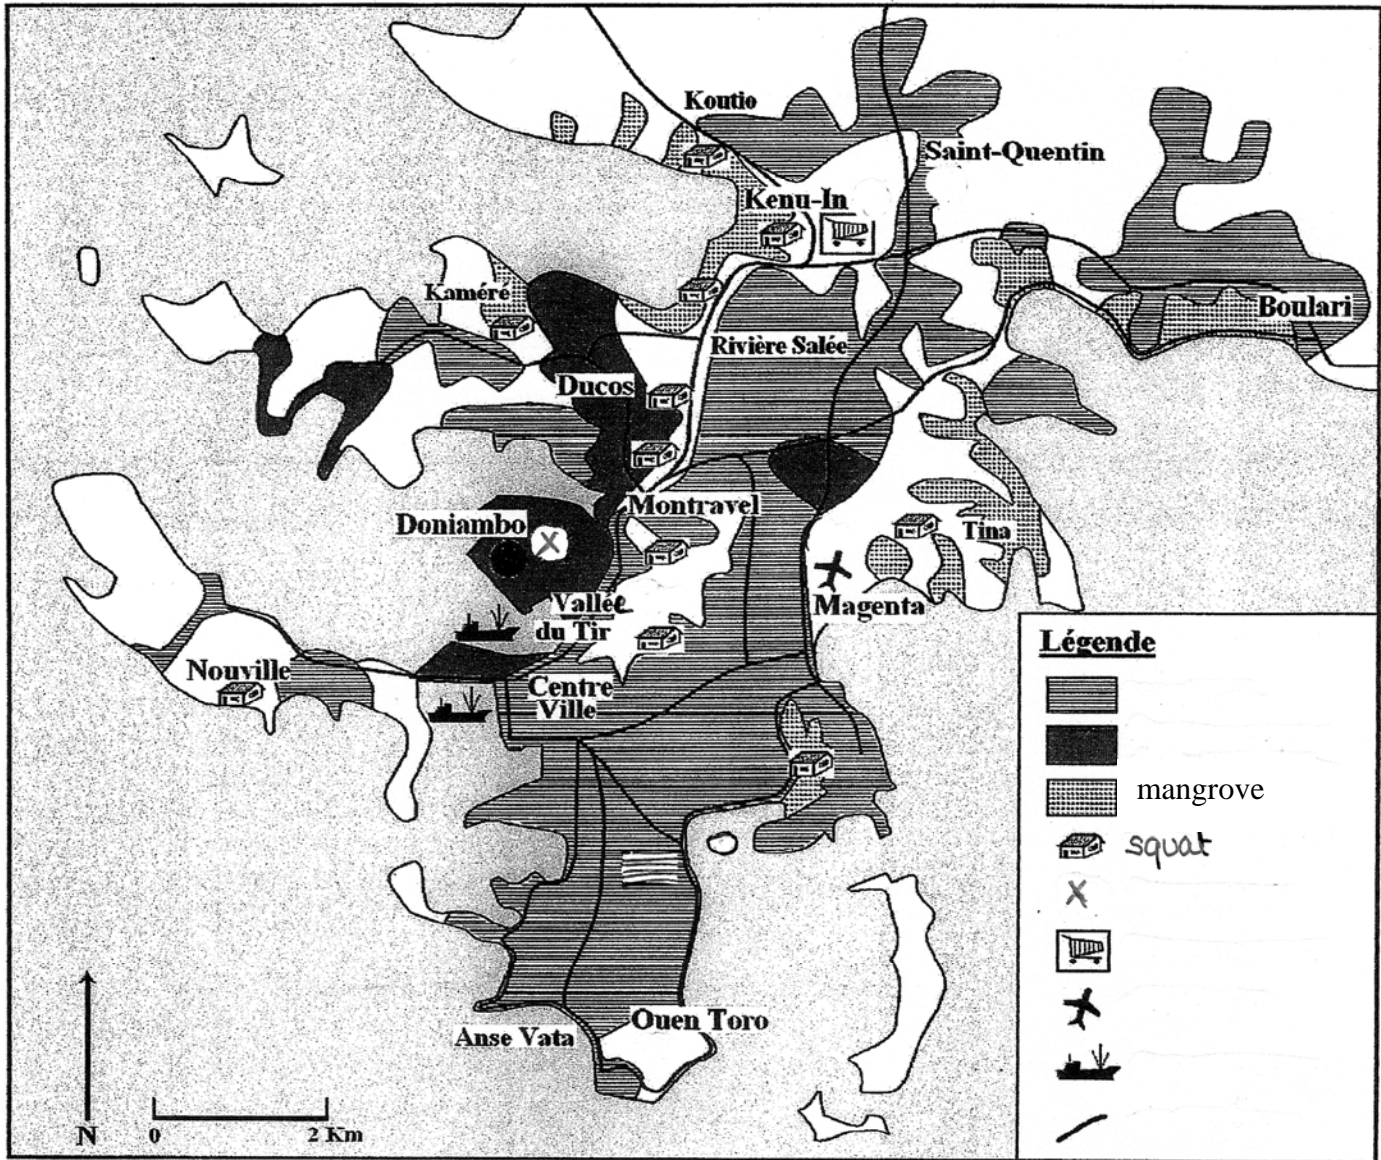 Koutio
Saint-Quentin
Kenu-In
Kaméré
Boulari
Rivière Salée
Ducos
Montravel
Doniambo
Tina
Vallée
du Tir
Magenta
Nouville
Centre
Ville
Ouen Toro
Anse Vata
N
0 2 Km
Légende
mangrove
squat